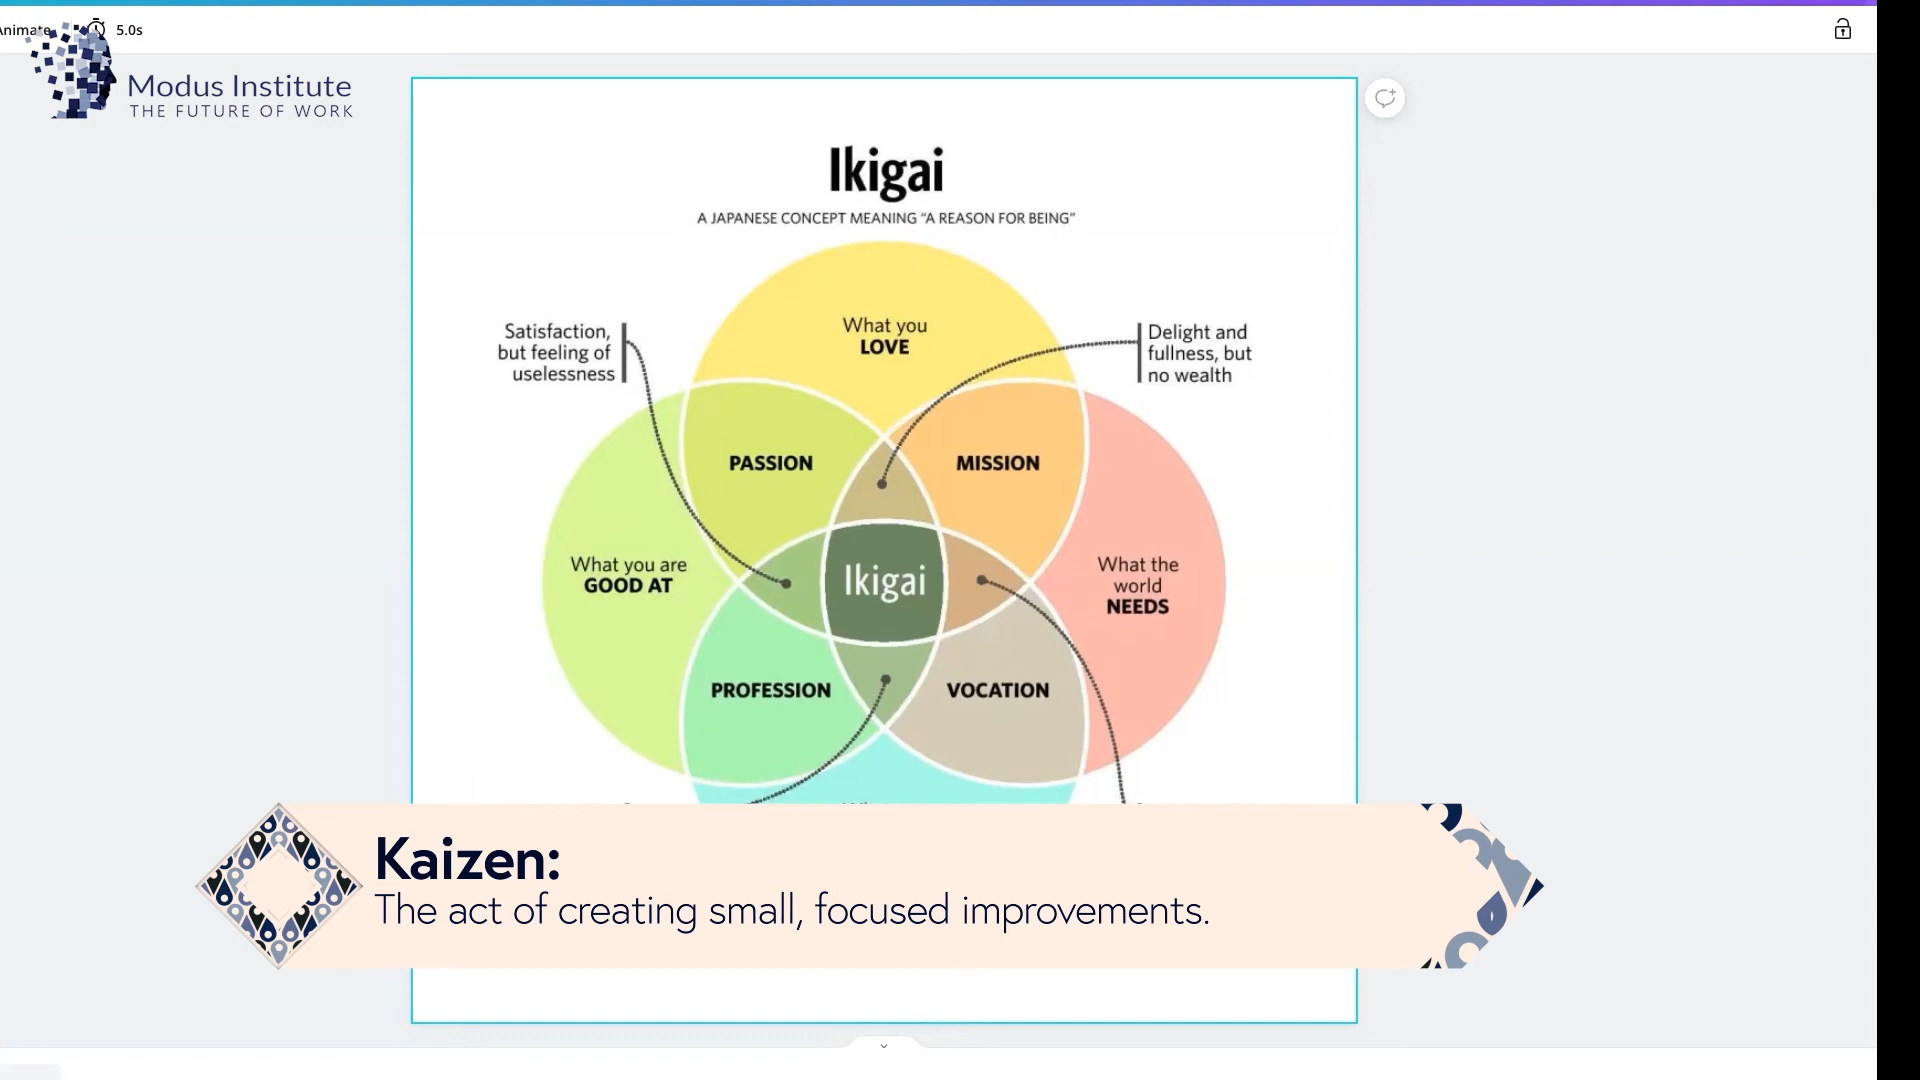 Animate
5.0s
Modus Institute
THE FUTURE OF WORK
Ikigai
A JAPANESE CONCEPT MEANING “A REASON FOR BEING”
Satisfaction,
but feeling of
uselessness
What you
LOVE
Delight and
fullness, but
no wealth
PASSION
MISSION
What you are
GOOD AT
Ikigai
What the
world
NEEDS
PROFESSION
VOCATION
Kaizen:
The act of creating small, focused improvements.